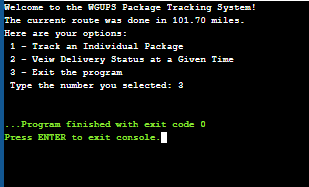 Welcome to the WGUPS Package Tracking System!
The current route was done in 101.70 miles.
Here are your options:
1 - Track an Individual Package
2 - Veiw Delivery Status at a Given Time
3 - Exit the program
Type the number you selected: 3
...Program finished with exit code 0
Press ENTER to exit console.